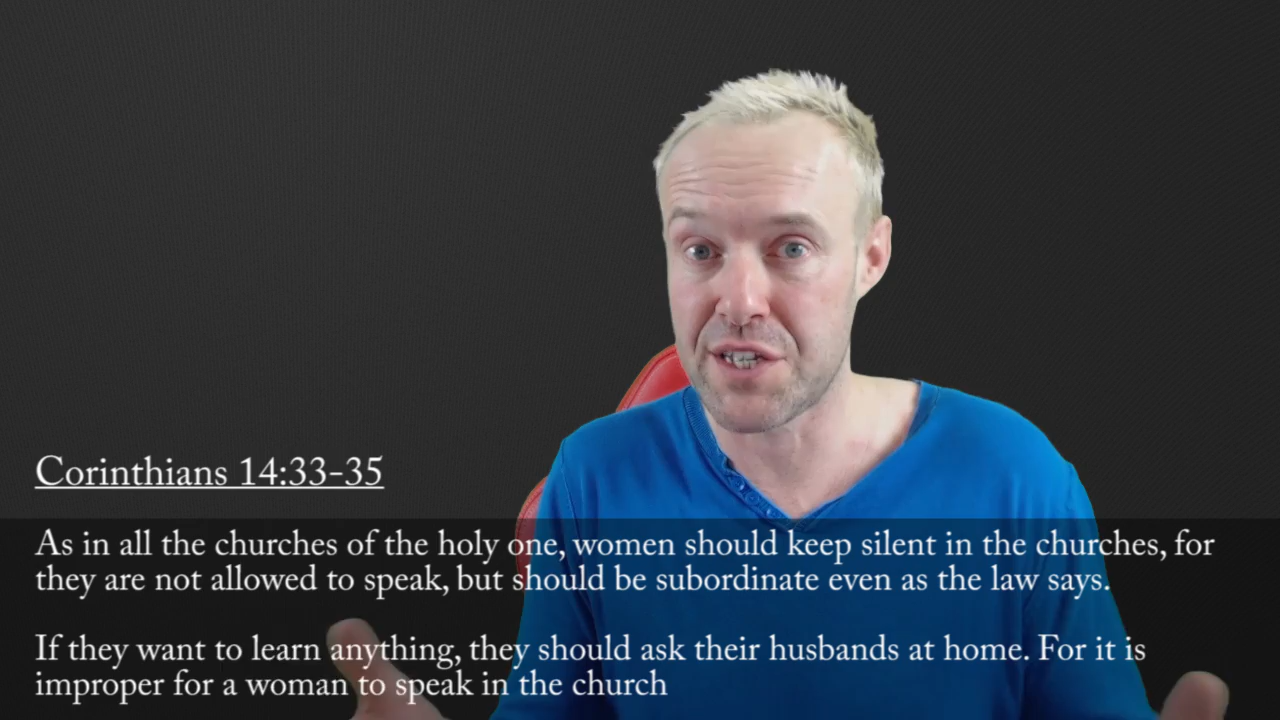 Corinthians 14:33-35
As in all the churches of the holy one, women should keep silent in the churches, for
they are not allowed to speak, but should be subordinate even as the law says.
If they want to learn anything, they should ask their husbands at home. For it is
improper for a woman to speak in the church